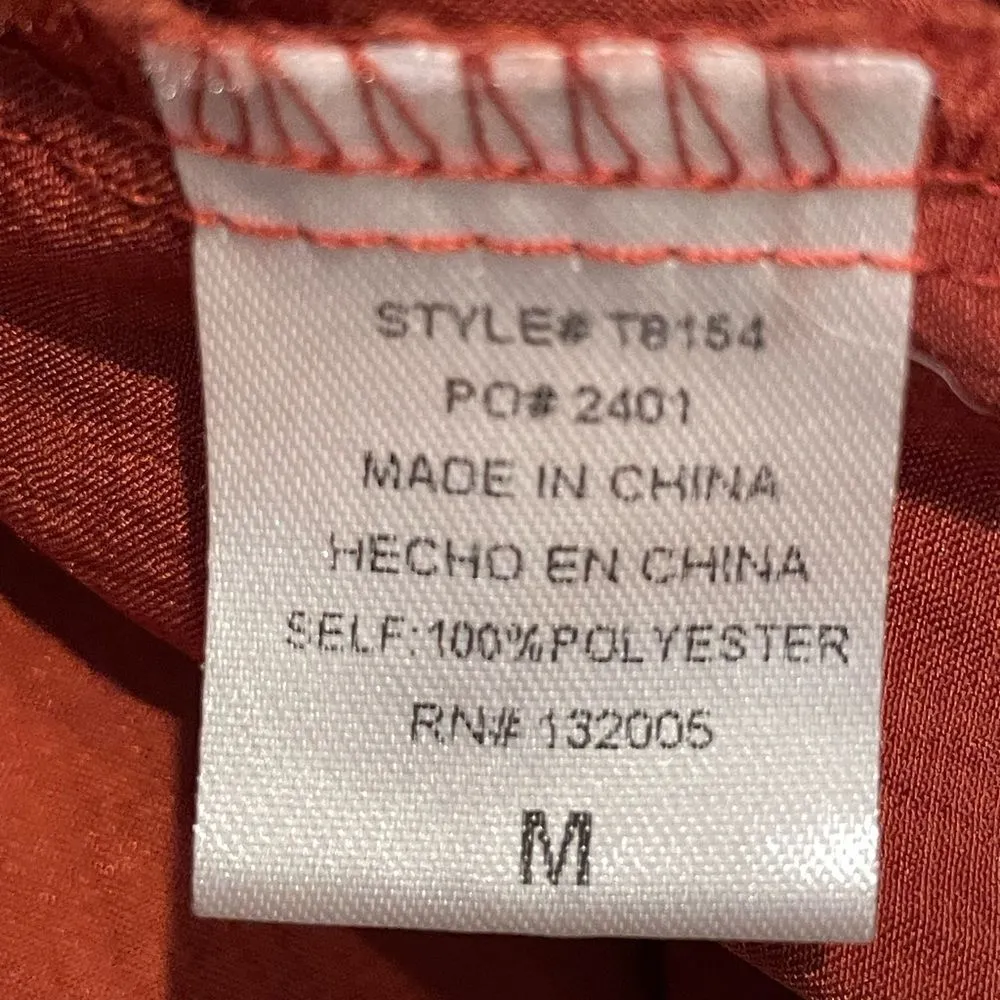 STYLE# T8154
PO# 2401
MADE IN CHINA
HECHO EN CHINA
SELF:100%POLYESTER
RN# 132005
M